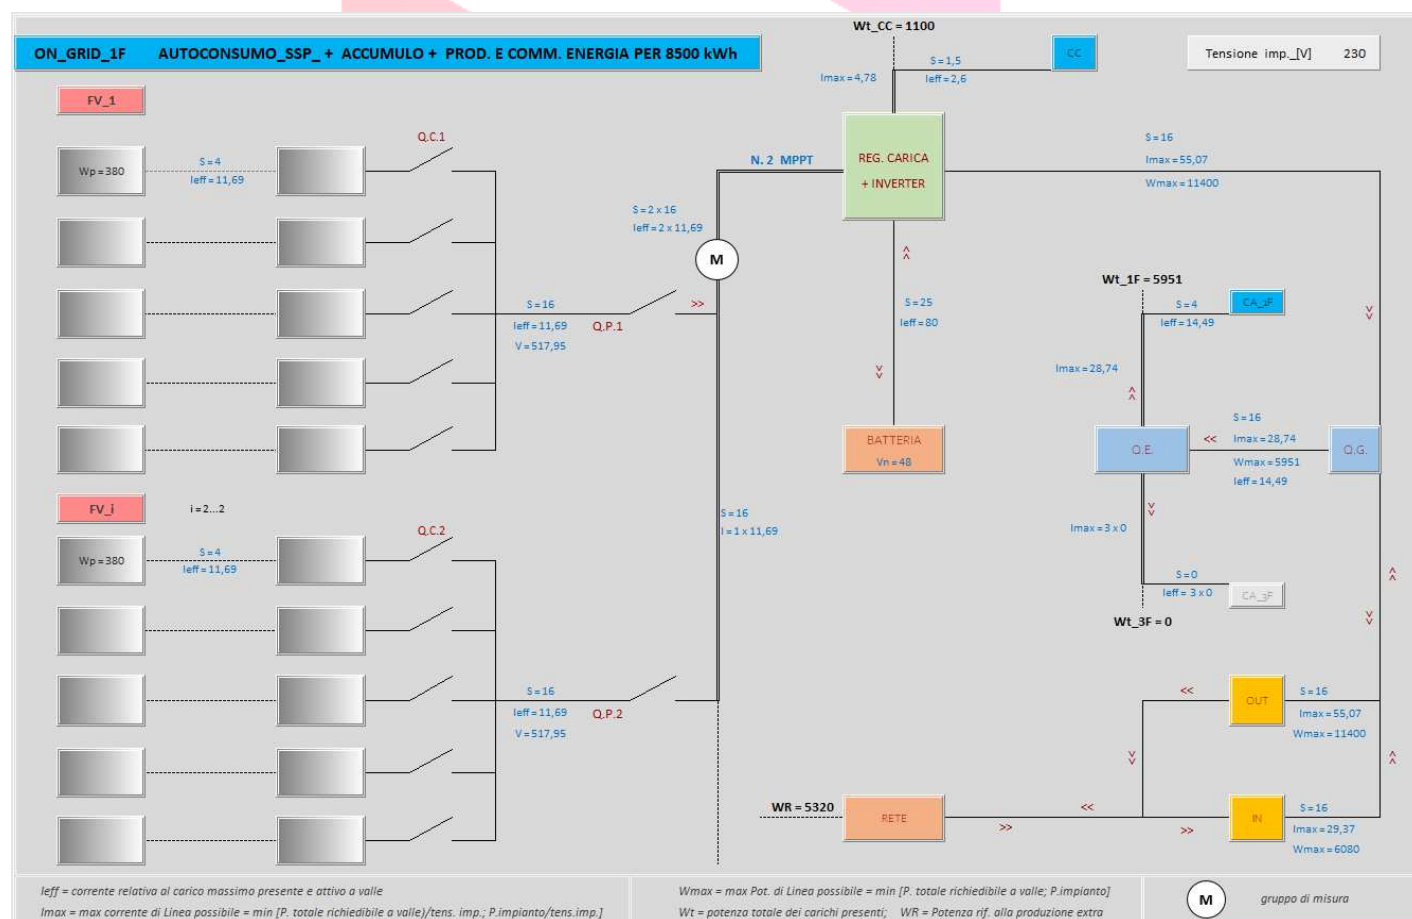 Wt_CC = 1100
ON_GRID_1F AUTOCONSUMO_SSP_ + ACCUMULO + PROD. E COMM. ENERGIA PER 8500 kWh
S = 1,5
CC
Tensione imp._[V] 230
Imax = 4,78
Ieff = 2,6
FV_1
Q.C.1
Wp = 380
S = 4
Ieff = 11,69
N. 2 MPPT
REG. CARICA
+ INVERTER
S = 16
Imax = 55,07
Wmax = 11400
S = 2 x 16
Ieff = 2 x 11,69
M
>>
S = 16
Ieff = 11,69
V = 517,95
Q.P.1
>>
S = 25
Ieff = 80
>>
Wt_1F = 5951
S = 4
Ieff = 14,49
CA_1F
>>
Imax = 28,74
>>
BATTERIA
Vn = 48
Q.E.
<<
S = 16
Imax = 28,74
Wmax = 5951
Ieff = 14,49
Q.G.
FV_i
i = 2...2
Q.C.2
S = 16
I = 1 x 11,69
>>
Imax = 3 x 0
Wp = 380
S = 4
Ieff = 11,69
S = 0
Ieff = 3 x 0
CA_3F
>>
>>
Wt_3F = 0
S = 16
Ieff = 11,69
V = 517,95
Q.P.2
<<
OUT
S = 16
Imax = 55,07
Wmax = 11400
>>
>>
WR = 5320
RETE
<<
>>
>>
IN
S = 16
Imax = 29,37
Wmax = 6080
Ieff = corrente relativa al carico massimo presente e attivo a valle
Imax = max corrente di Linea possibile = min [P. totale richiedibile a valle)/tens. imp.; P.impianto/tens.imp.]
Wmax = max Pot. di Linea possibile = min [P. totale richiedibile a valle; P.impianto]
Wt = potenza totale dei carichi presenti; WR = Potenza rif. alla produzione extra
M
gruppo di misura